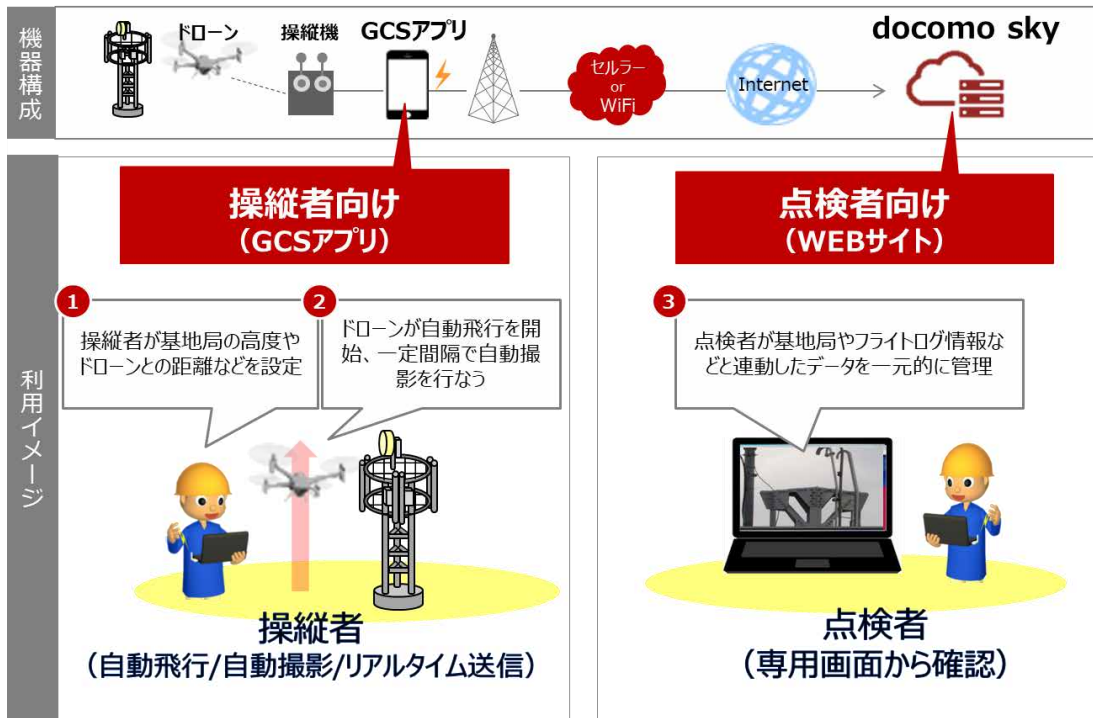 機器構成
ドローン
操縦機
GCSアプリ
セルラー
or
WiFi
Internet
docomo sky
利用イメージ
操縦者向け
(GCSアプリ)
1
操縦者が基地局の高度や
ドローンとの距離などを設定
2
ドローンが自動飛行を開
始、一定間隔で自動撮
影を行なう
操縦者
(自動飛行/自動撮影/リアルタイム送信)
点検者向け
(WEBサイト)
3
点検者が基地局やフライトログ情報な
どと連動したデータを一元的に管理
点検者
(専用画面から確認)